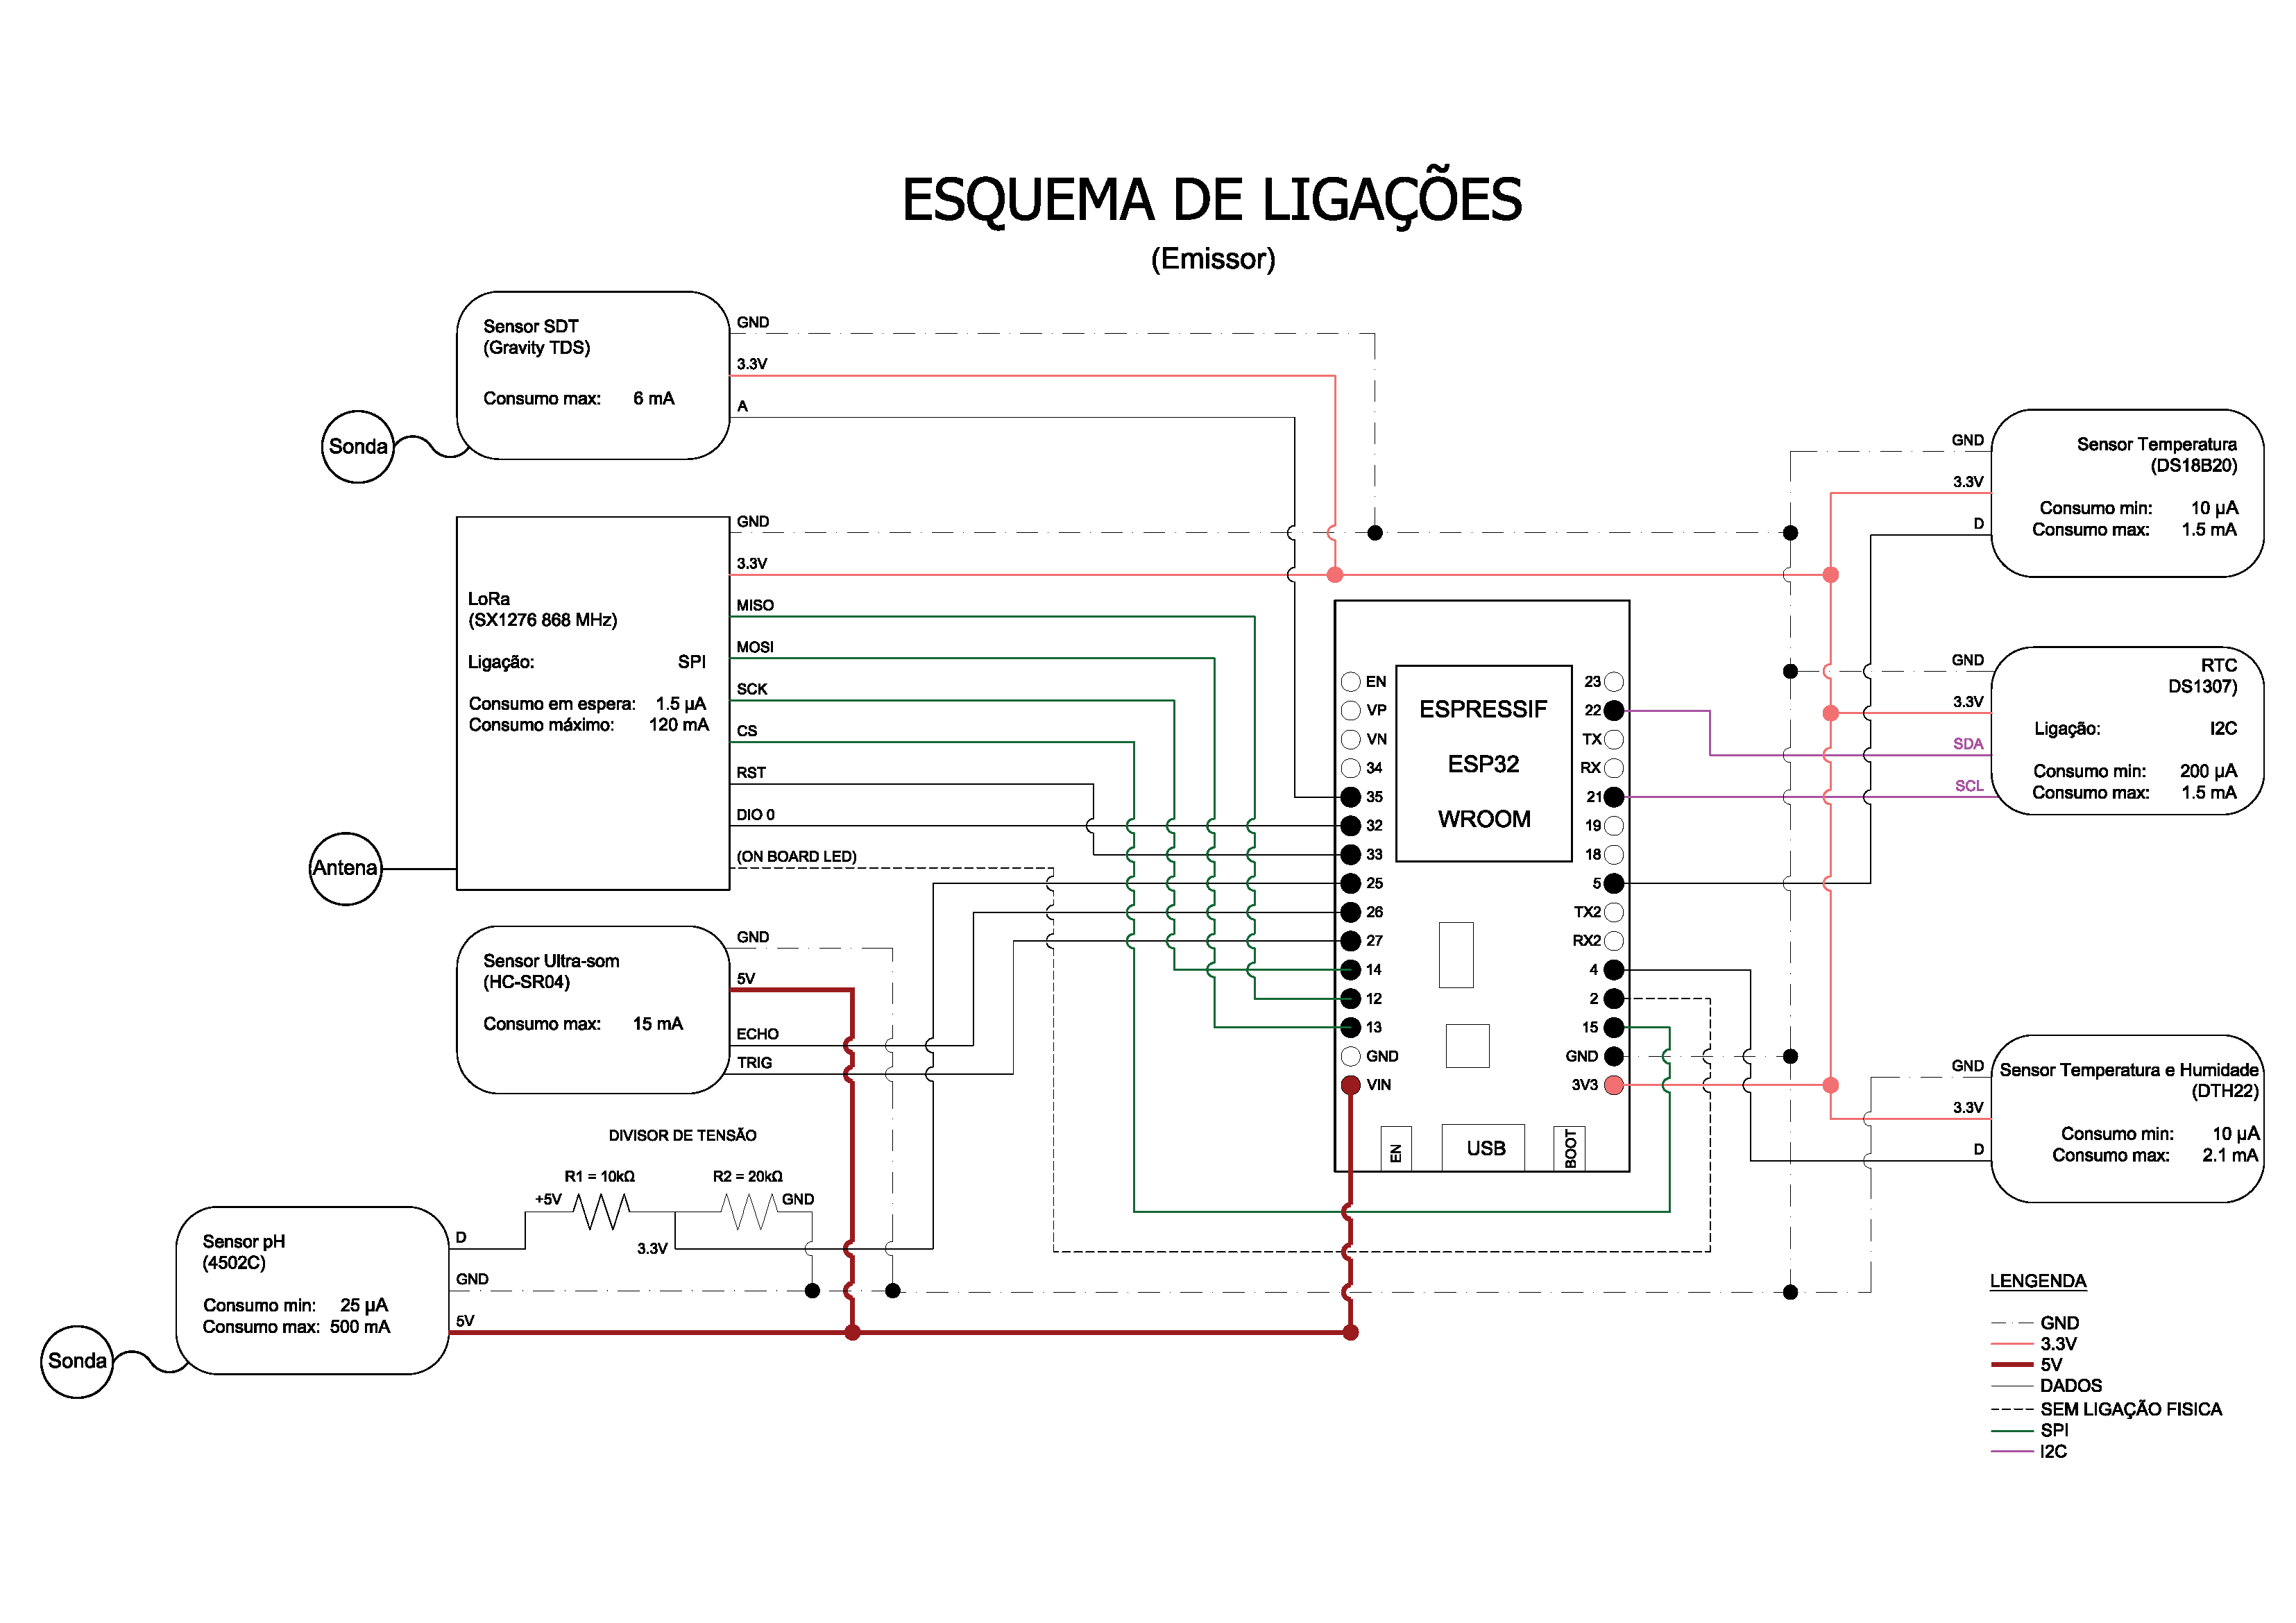 ESQUEMA DE LIGAÇÕES
(Emissor)
Sensor SDT
(Gravity TDS)
Consumo max: 6 mA
Sonda
GND
3.3V
A
LoRa
(SX1276 868 MHz)
Ligação: SPI
Consumo em espera: 1.5 µA
Consumo máximo: 120 mA
Antena
GND
3.3V
MISO
MOSI
SCK
CS
RST
DIO 0
(ON BOARD LED)
Sensor Ultra-som
(HC-SR04)
Consumo max: 15 mA
GND
5V
ECHO
TRIG
DIVISOR DE TENSÃO
R1 = 10kΩ
R2 = 20kΩ
+5V
GND
3.3V
Sensor pH
(4502C)
Consumo min: 25 µA
Consumo max: 500 mA
Sonda
D
GND
5V
ESPRESSIF
ESP32
WROOM
EN
VP
VN
34
35
32
33
25
26
27
14
12
13
GND
VIN
23
22
TX
RX
21
19
18
5
TX2
RX2
4
2
15
GND
3V3
EN
USB
BOOT
GND
3.3V
D
Sensor Temperatura
(DS18B20)
Consumo min: 10 µA
Consumo max: 1.5 mA
GND
3.3V
SDA
SCL
RTC
DS1307)
Ligação: I2C
Consumo min: 200 µA
Consumo max: 1.5 mA
GND
3.3V
D
Sensor Temperatura e Humidade
(DTH22)
Consumo min: 10 µA
Consumo max: 2.1 mA
LENGENDA
GND
3.3V
5V
DADOS
SEM LIGAÇÃO FISICA
SPI
I2C